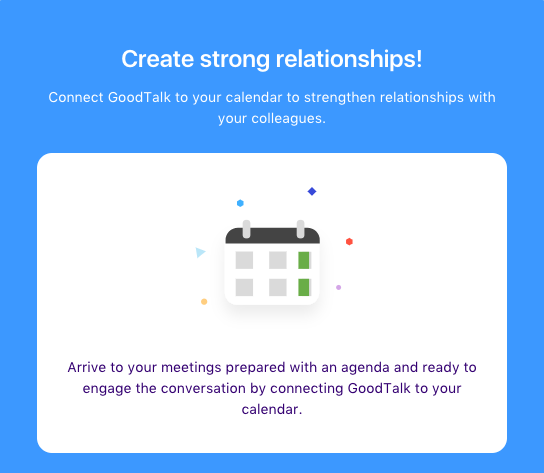 Create strong relationships!
Connect GoodTalk to your calendar to strengthen relationships with
your colleagues.
Arrive to your meetings prepared with an agenda and ready to
engage the conversation by connecting GoodTalk to your
calendar.